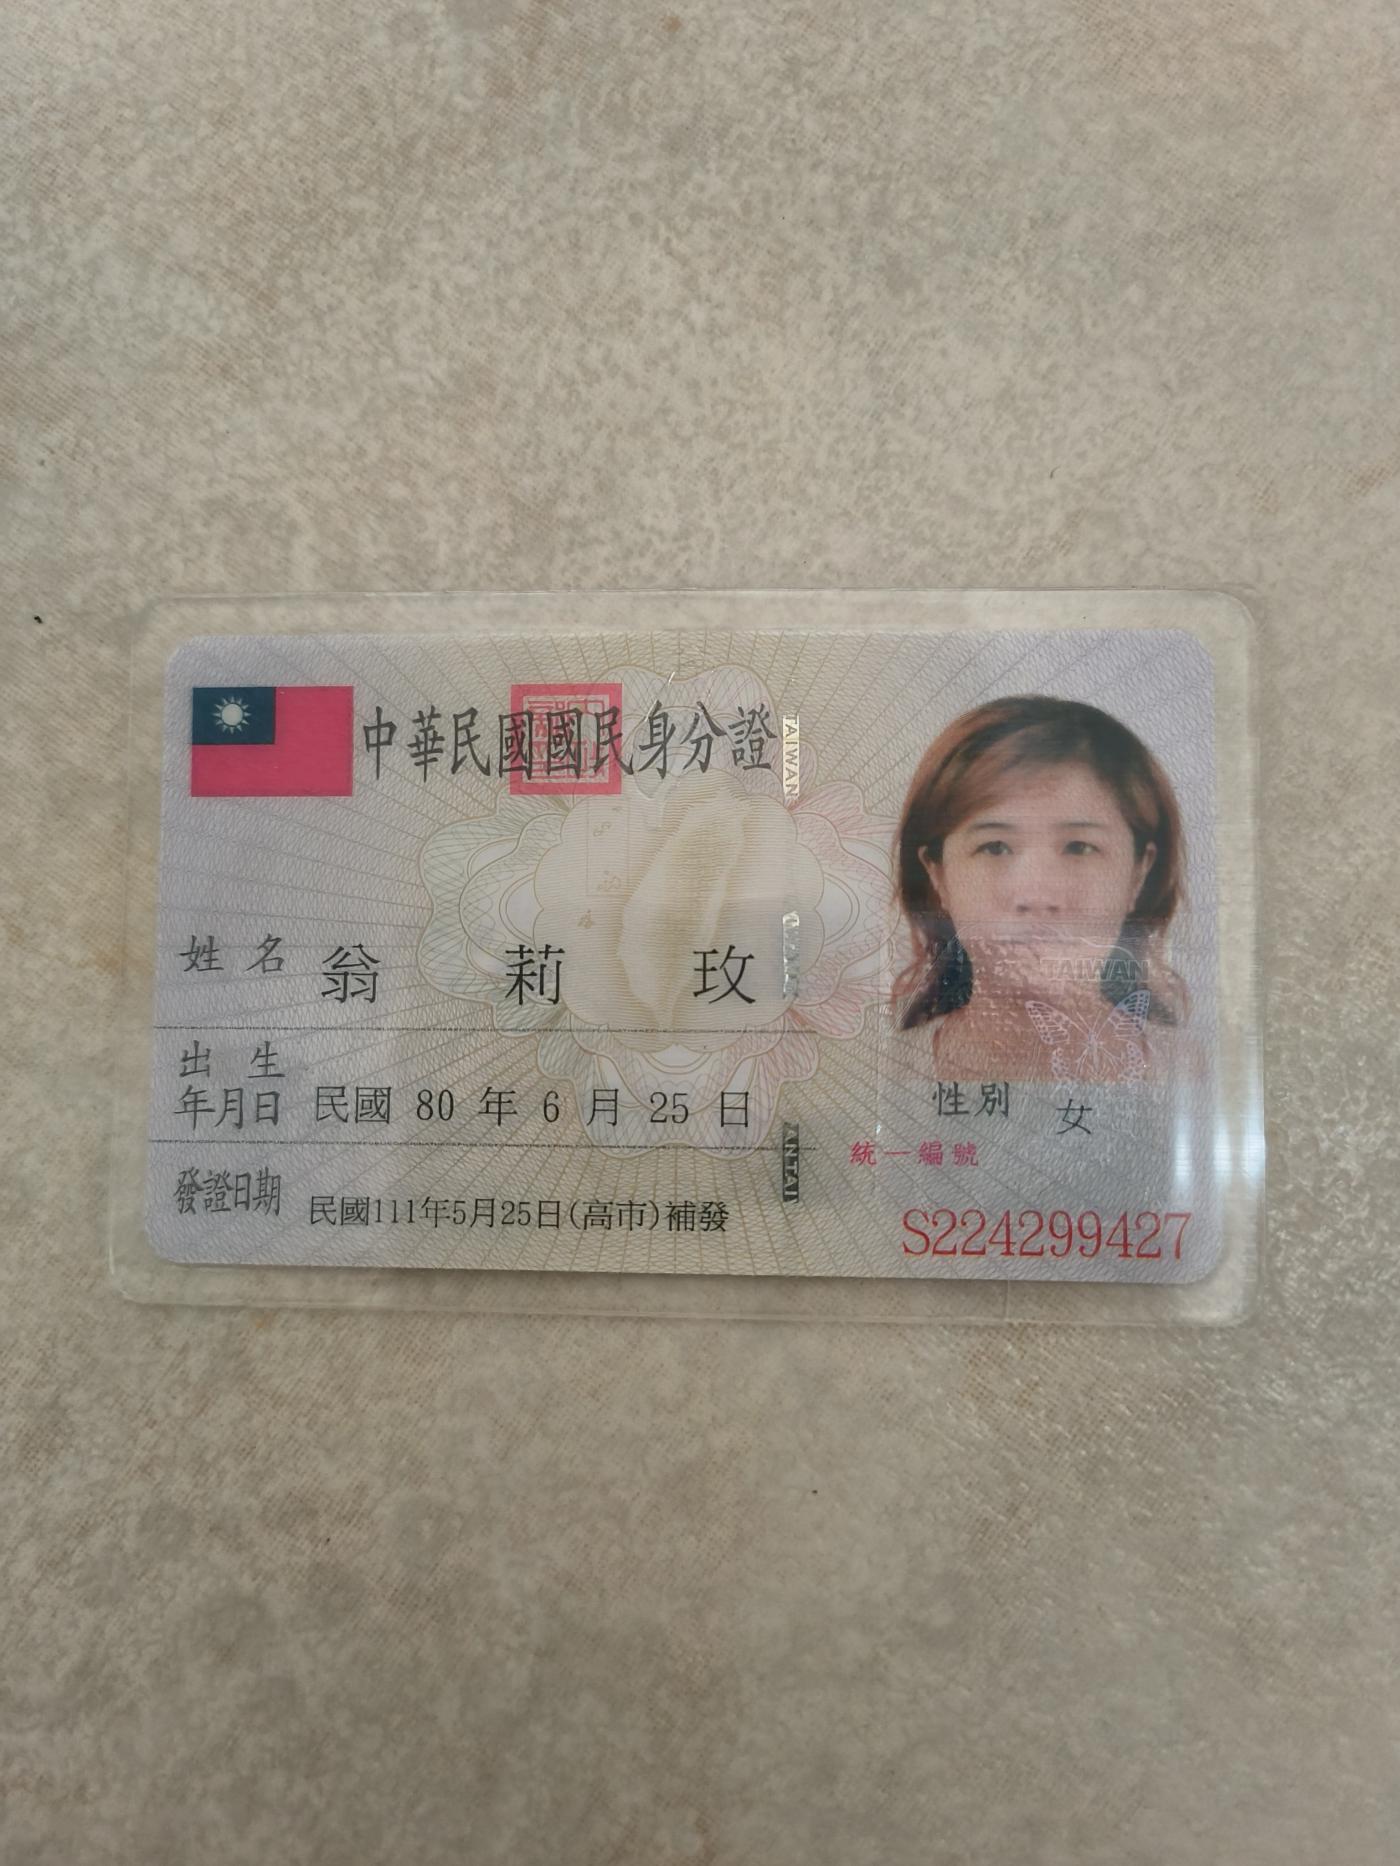 中華民國國民身分證
TAIWAN
姓名 翁莉玫
出生
年月日 民國 80 年 6 月 25 日
發證日期 民國111年5月25日(高市)補發
TAIWAN
性別 女
統一編號
S224299427